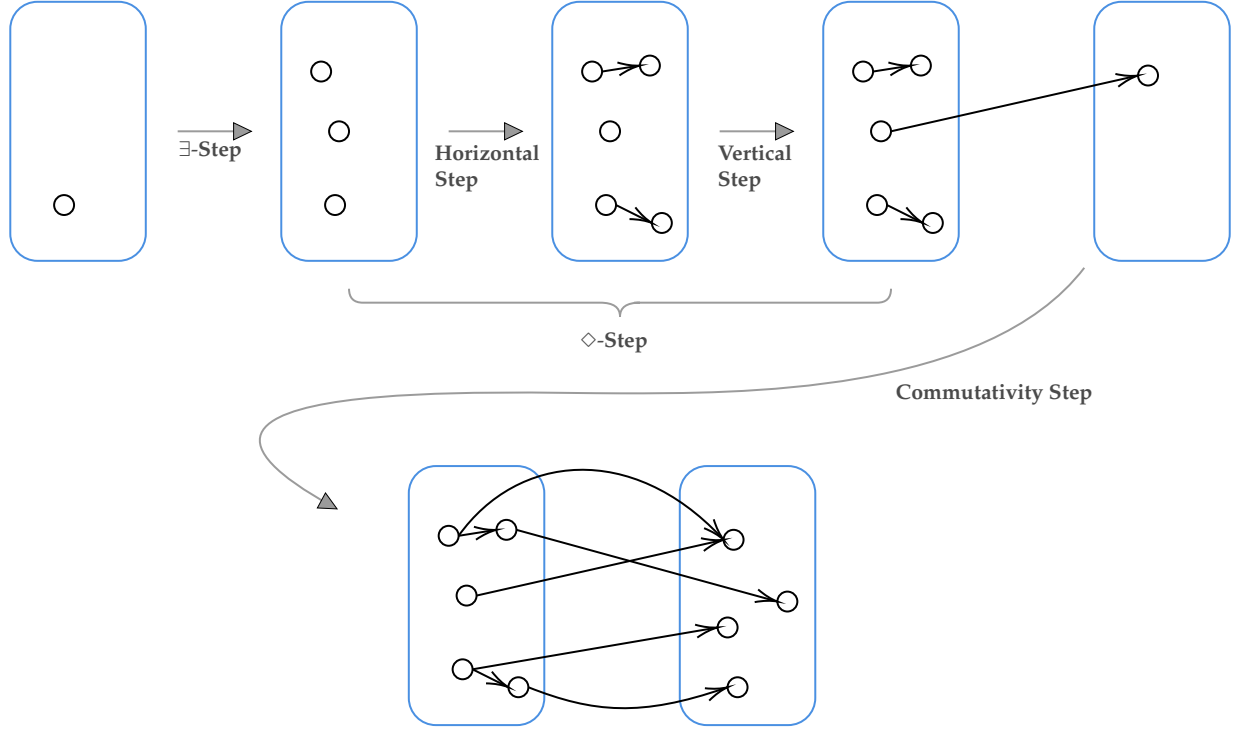 ∃-Step
Horizontal
Step
Vertical
Step
◇-Step
Commutativity Step